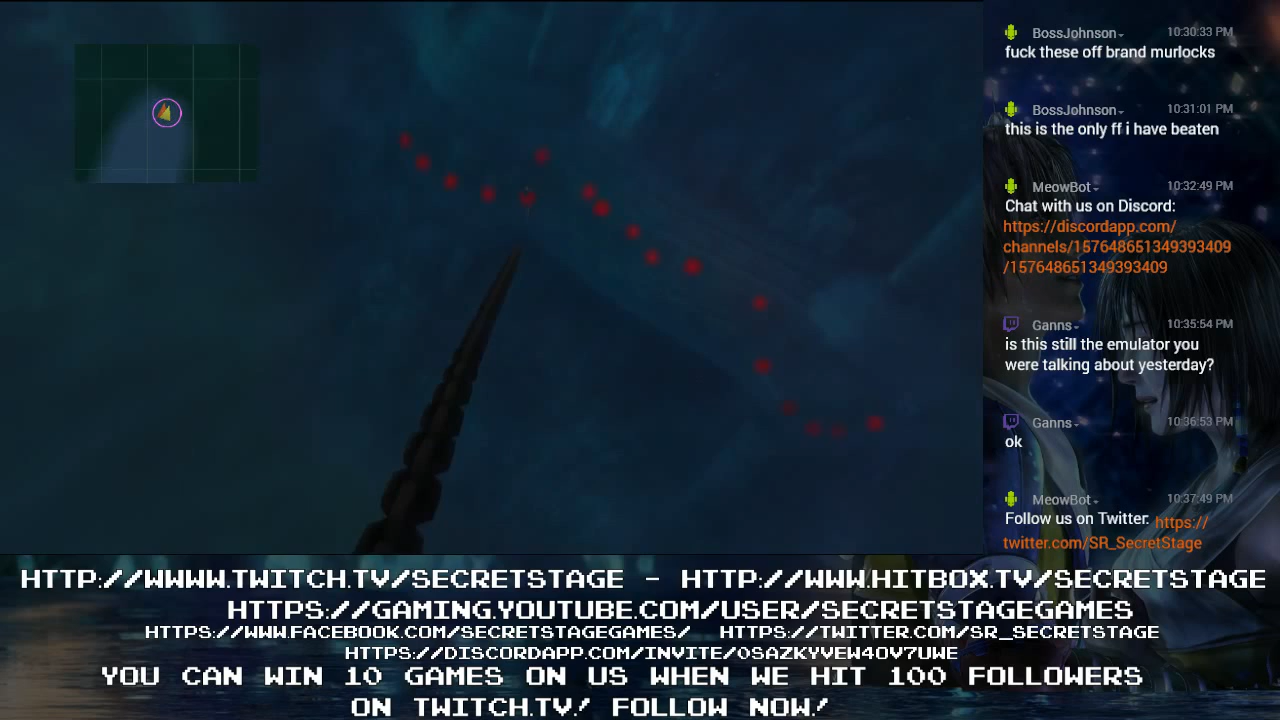 BossJohnson
10:30:33 PM
fuck these off brand murlocks
BossJohnson
10:31:01 PM
this is the only ff i have beaten
MeowBot
10:32:49 PM
Chat with us on Discord:
https://discordapp.com/
channels/157648651349393409
/157648651349393409
Ganns
10:35:54 PM
is this still the emulator you
were talking about yesterday?
Ganns
10:36:53 PM
ok
MeowBot
10:37:49 PM
Follow us on Twitter: https://
twitter.com/SR_SecretStage
HTTP://WWWW.TWITCH.TV/SECRETSTAGE - HTTP://WWW.HITBOX.TV/SECRETSTAGE
HTTPS://GAMING.YOUTUBE.COM/USER/SECRETSTAGEGAMES
HTTPS://WWW.FACEBOOK.COM/SECRETSTAGEGAMES/ HTTPS://TWITTER.COM/SR_SECRETSTAGE
HTTPS://DISCORDAPP.COM/INVITE/0SAZKYVEW4OV7UWE
YOU CAN WIN 10 GAMES ON US WHEN WE HIT 100 FOLLOWERS
ON TWITCH.TV! FOLLOW NOW!